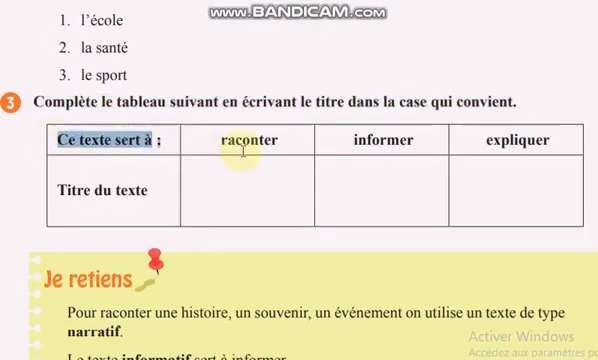 www.BANDICAM.com
1. l'école
2. la santé
3. le sport
3 Complète le tableau suivant en écrivant le titre dans la case qui convient.
Ce texte sert à : raconter informer expliquer
Titre du texte
Je retiens
Pour raconter une histoire, un souvenir, un événement on utilise un texte de type
narratif.
Le texte informatif sert à informer
Activer Windows
Accédez aux paramètres